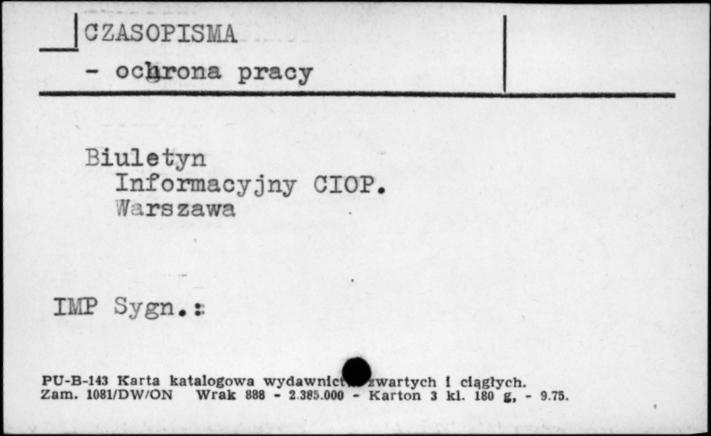 CZASOPISMA
- ochrona pracy
Biuletyn
Informacyjny CIOP.
Warszawa
IMP Sygn.:
PU-B-143 Karta katalogowa wydawnictw zwartych i ciągłych.
Zam. 1081/DW/ON Wrak 888 - 2.385.000 - Karton 3 kl. 180 g, - 9.75.